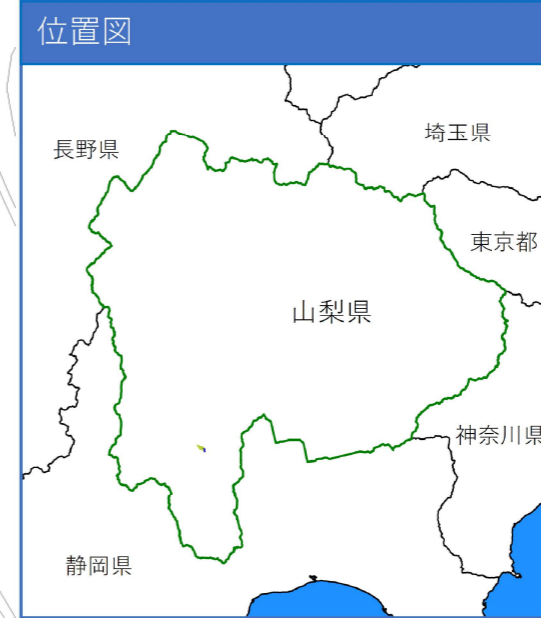 位置図
長野県
埼玉県
東京都
山梨県
神奈川県
静岡県